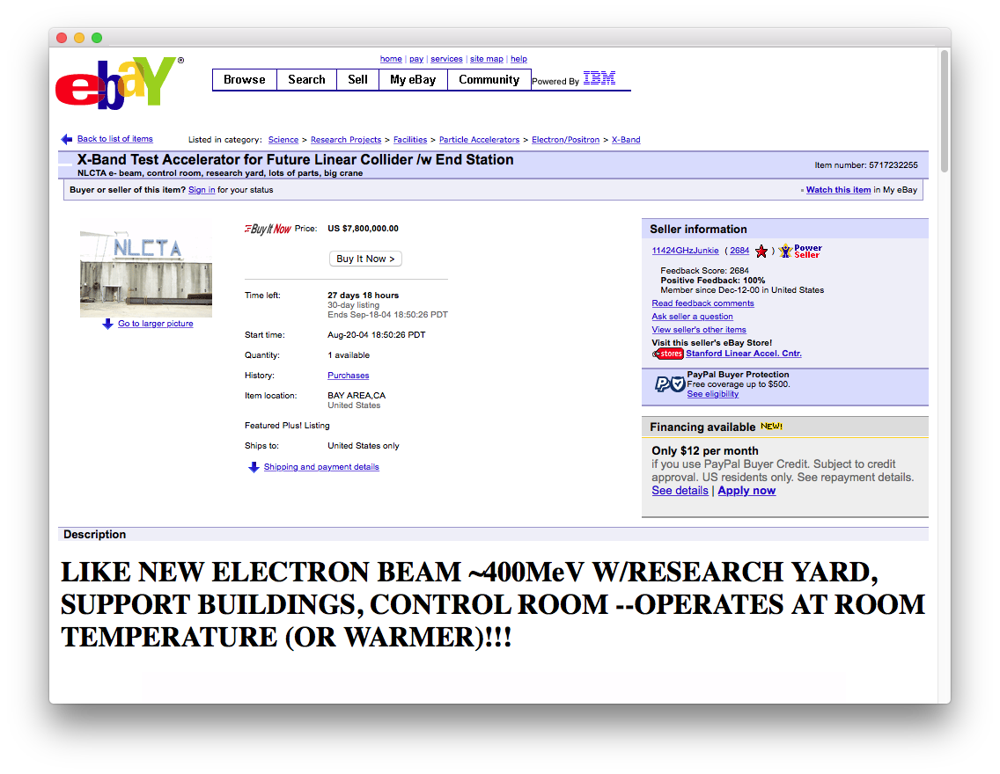 home | pay | services | site map | help
ebaY®
Browse Search Sell My eBay Community Powered By IBM
Back to list of items Listed in category: Science > Research Projects > Facilities > Particle Accelerators > Electron/Positron > X-Band
X-Band Test Accelerator for Future Linear Collider /w End Station
NLCTA e- beam, control room, research yard, lots of parts, big crane
Item number: 5717232255
Buyer or seller of this item? Sign in for your status
Watch this item in My eBay
NLCTA
Go to larger picture
Buy It Now Price: US $7,800,000.00
Buy It Now >
Time left: 27 days 18 hours
30-day listing
Ends Sep-18-04 18:50:26 PDT
Start time: Aug-20-04 18:50:26 PDT
Quantity: 1 available
History: Purchases
Item location: BAY AREA,CA
United States
Featured Plus! Listing
Ships to: United States only
Shipping and payment details
Seller information
11424GHzJunkie ( 2684 ) Power Seller
Feedback Score: 2684
Positive Feedback: 100%
Member since Dec-12-00 in United States
Read feedback comments
Ask seller a question
View seller's other items
Visit this seller's eBay Store!
stores Stanford Linear Accel. Cntr.
PayPal Buyer Protection
Free coverage up to $500.
See eligibility
Financing available NEW!
Only $12 per month
if you use PayPal Buyer Credit. Subject to credit
approval. US residents only. See repayment details.
See details | Apply now
Description
LIKE NEW ELECTRON BEAM ~400MeV W/RESEARCH YARD,
SUPPORT BUILDINGS, CONTROL ROOM --OPERATES AT ROOM
TEMPERATURE (OR WARMER)!!!